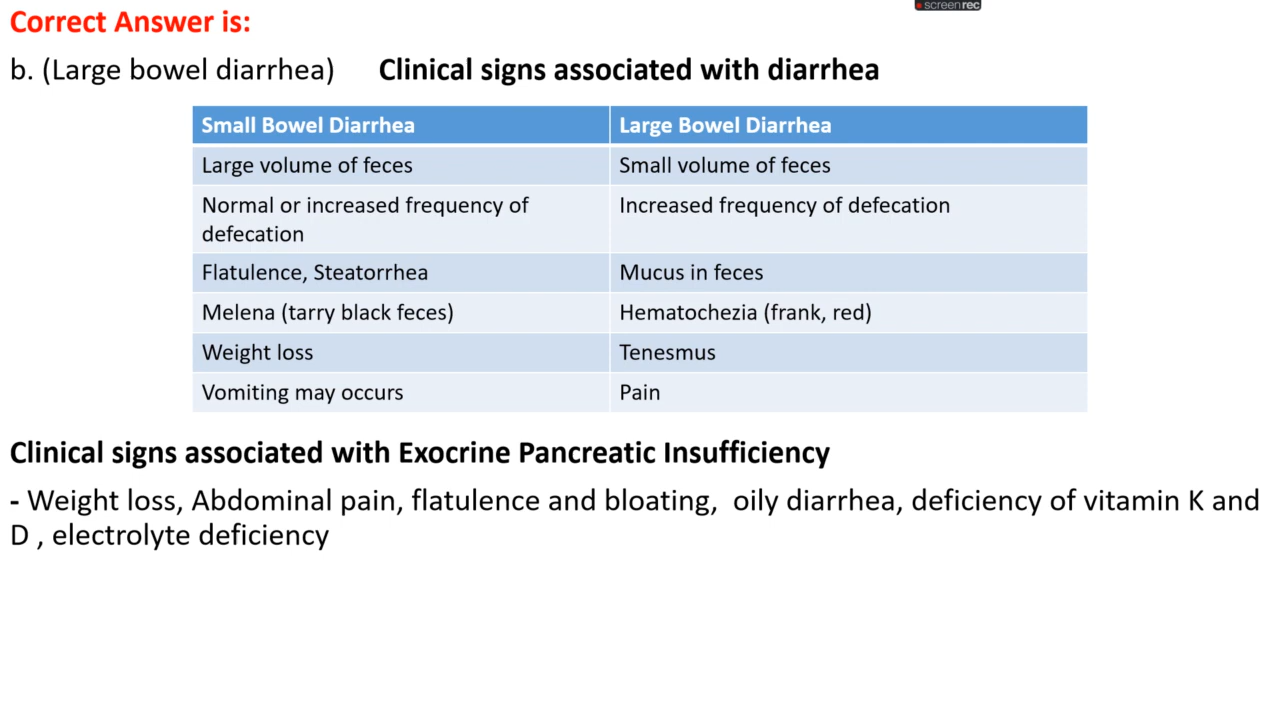 screenrec
Correct Answer is:
b. (Large bowel diarrhea) Clinical signs associated with diarrhea
Small Bowel Diarrhea Large Bowel Diarrhea
Large volume of feces Small volume of feces
Normal or increased frequency of
defecation
Increased frequency of defecation
Flatulence, Steatorrhea Mucus in feces
Melena (tarry black feces) Hematochezia (frank, red)
Weight loss Tenesmus
Vomiting may occurs Pain
Clinical signs associated with Exocrine Pancreatic Insufficiency
- Weight loss, Abdominal pain, flatulence and bloating, oily diarrhea, deficiency of vitamin K and
D , electrolyte deficiency